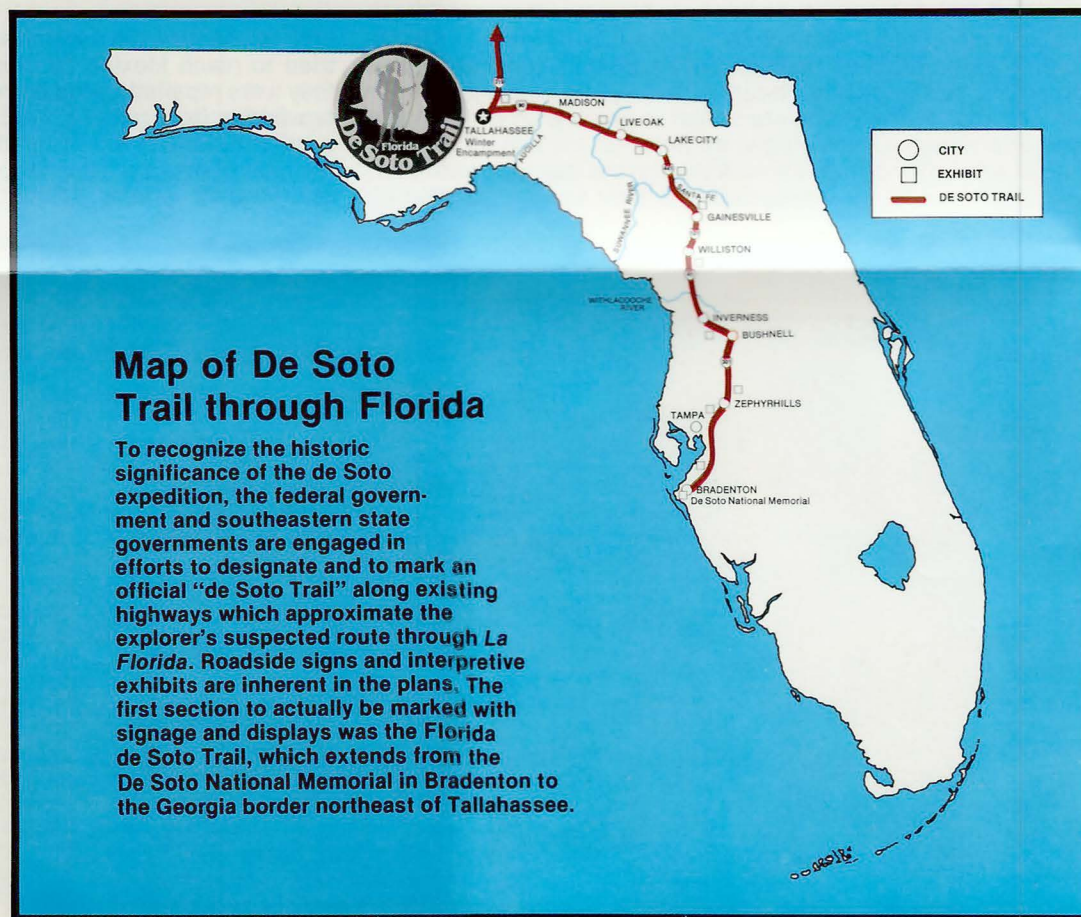 Florida
De Soto Trail
TALLAHASSEE
Winter
Encampment
AUCILLA
MADISON
LIVE OAK
LAKE CITY
SANTA FE
SUWANNEE RIVER
GAINESVILLE
WILLISTON
WITHLACOOCHE
RIVER
INVERNESS
BUSHNELL
ZEPHYRHILLS
TAMPA
BRADENTON
De Soto National Memorial
CITY
EXHIBIT
DE SOTO TRAIL
Map of De Soto
Trail through Florida
To recognize the historic
significance of the de Soto
expedition, the federal govern-
ment and southeastern state
governments are engaged in
efforts to designate and to mark an
official “de Soto Trail” along existing
highways which approximate the
explorer’s suspected route through La
Florida. Roadside signs and interpretive
exhibits are inherent in the plans. The
first section to actually be marked with
signage and displays was the Florida
de Soto Trail, which extends from the
De Soto National Memorial in Bradenton to
the Georgia border northeast of Tallahassee.